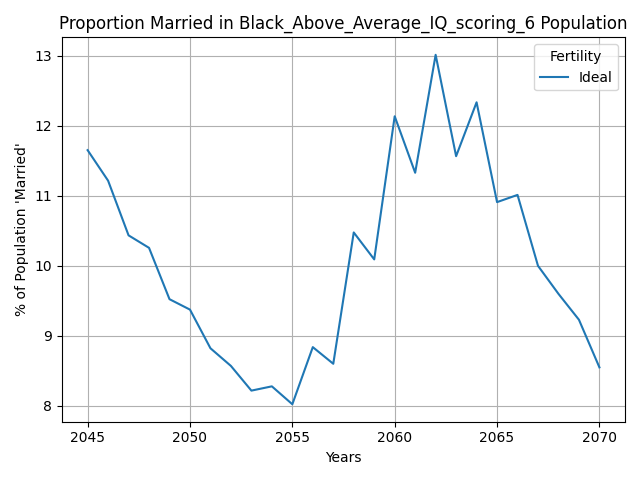 Proportion Married in Black_Above_Average_IQ_scoring_6 Population
Fertility
Ideal
% of Population 'Married'
13
12
11
10
9
8
2045
2050
2055
2060
2065
2070
Years